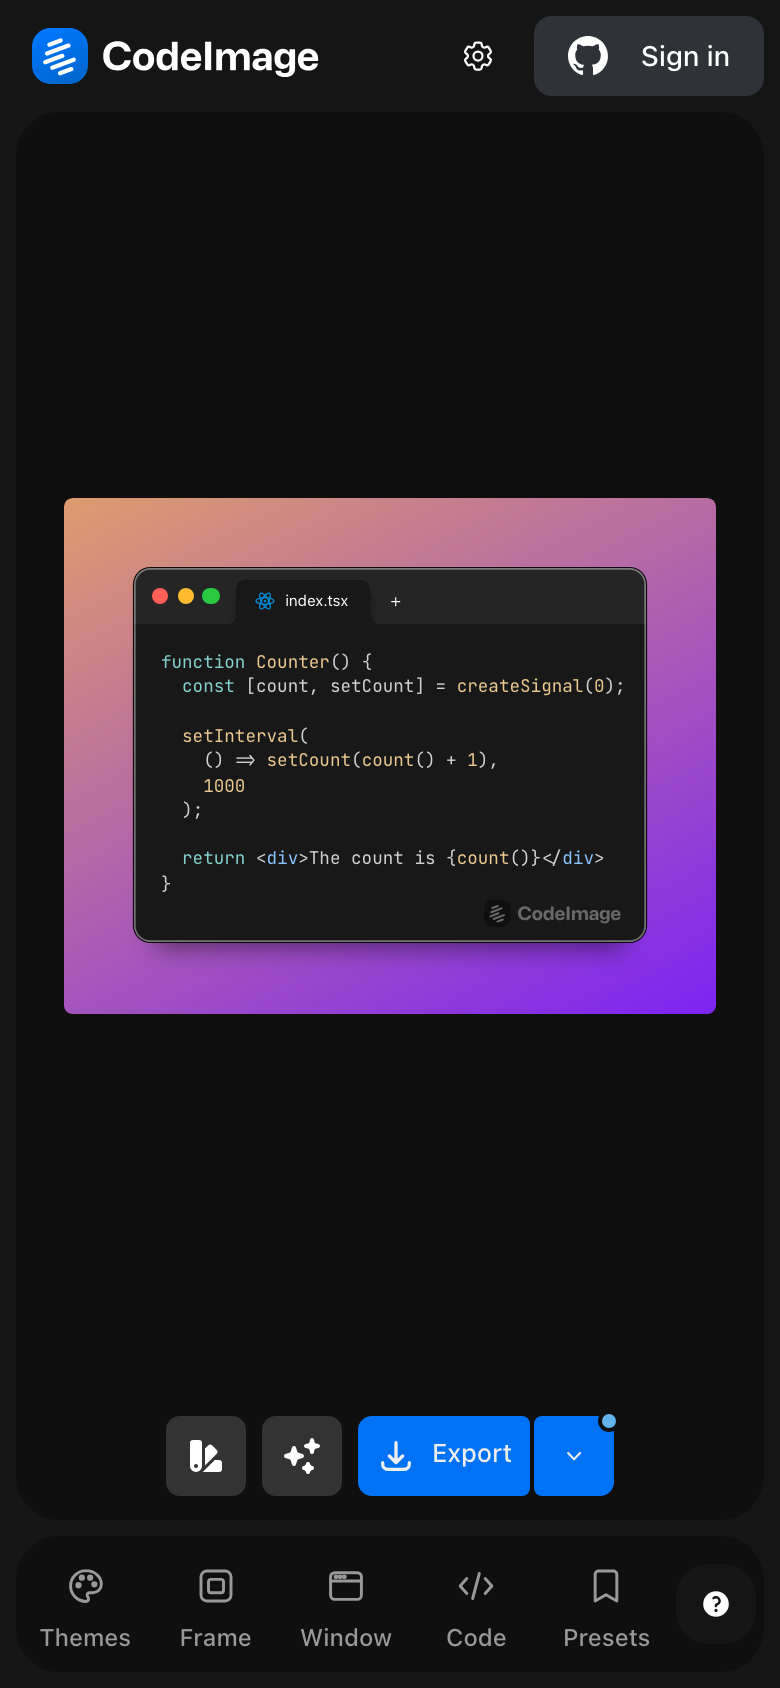 CodeImage
Sign in
index.tsx
+
function Counter() {
  const [count, setCount] = createSignal(0);

  setInterval(
    () => setCount(count() + 1),
    1000
  );

  return <div>The count is {count()}</div>
}
CodeImage
Export
Themes
Frame
Window
Code
Presets
?